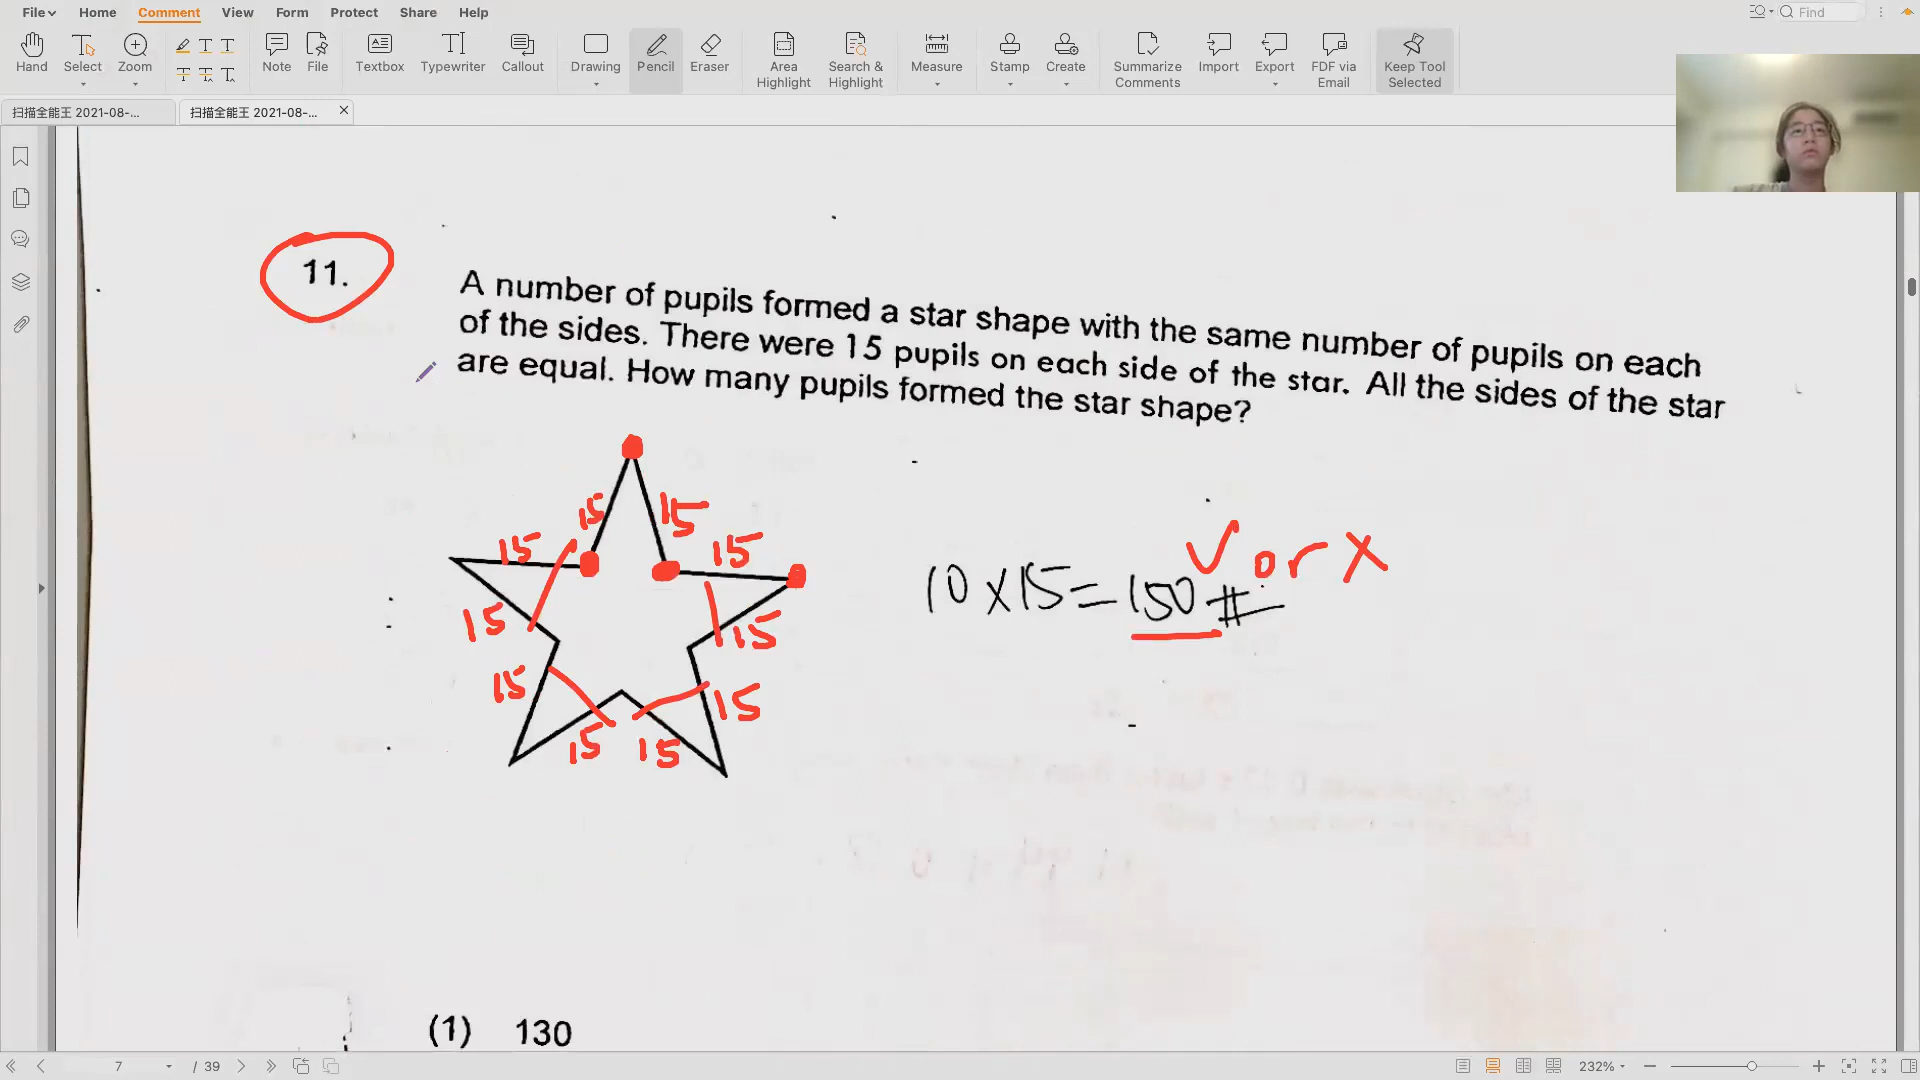 File Home Comment View Form Protect Share Help Find
Hand Select Zoom Note File Textbox Typewriter Callout Drawing Pencil Eraser Area Highlight Search & Highlight Measure Stamp Create Summarize Comments Import Export FDF via Email Keep Tool Selected
扫描全能王 2021-08-... 扫描全能王 2021-08-...
11.
A number of pupils formed a star shape with the same number of pupils on each
of the sides. There were 15 pupils on each side of the star. All the sides of the star
are equal. How many pupils formed the star shape?
15 15
15 15
15 15
15 15
15 15
√ or X
10 x 15 = 150 #
(1) 130
7 / 39 232%